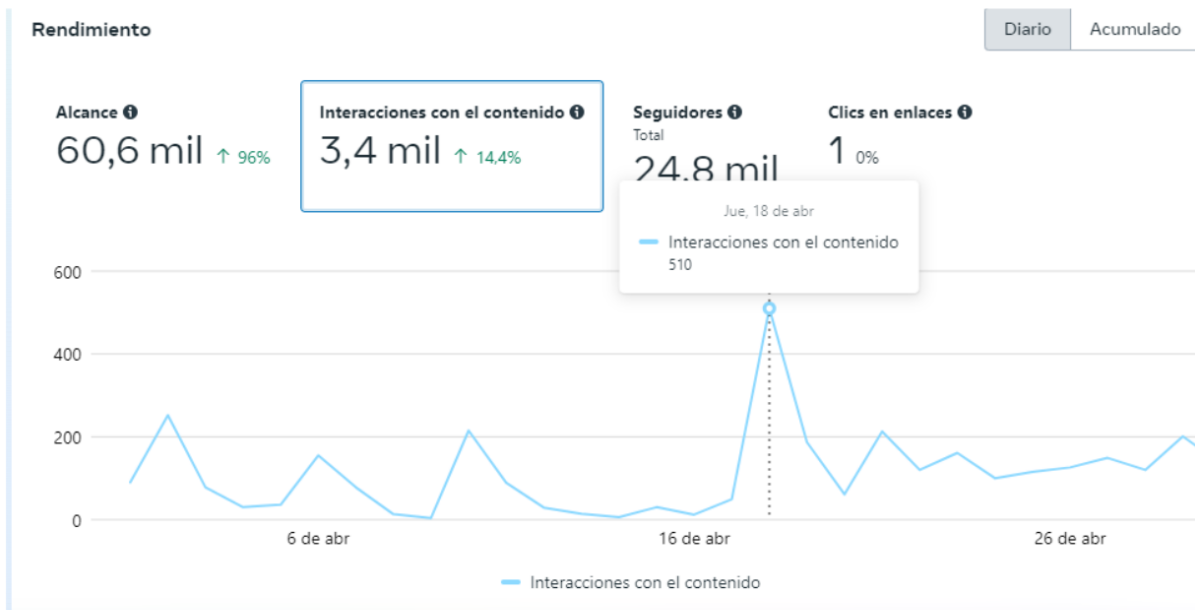 Rendimiento
Diario Acumulado
Alcance
60,6 mil ↑ 96%
Interacciones con el contenido
3,4 mil ↑ 14,4%
Seguidores
Total
24,8 mil
Clics en enlaces
1 0%
Jue, 18 de abr
Interacciones con el contenido
510
600
400
200
0
6 de abr 16 de abr 26 de abr
Interacciones con el contenido